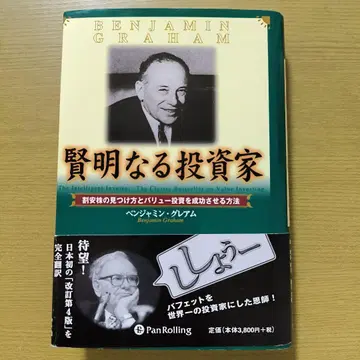 BENJAMIN
GRAHAM
賢明なる投資家
The Intelligent Investor: The Classic Bestseller on Value Investing
割安株の見つけ方とバリュー投資を成功させる方法
ベンジャミン・グレアム
Benjamin Graham
待望!
日本初の「改訂第4版」を
完全翻訳
ししょうー
バフェットを
世界一の投資家にした恩師!
PanRolling
定価(本体3,800円+税)